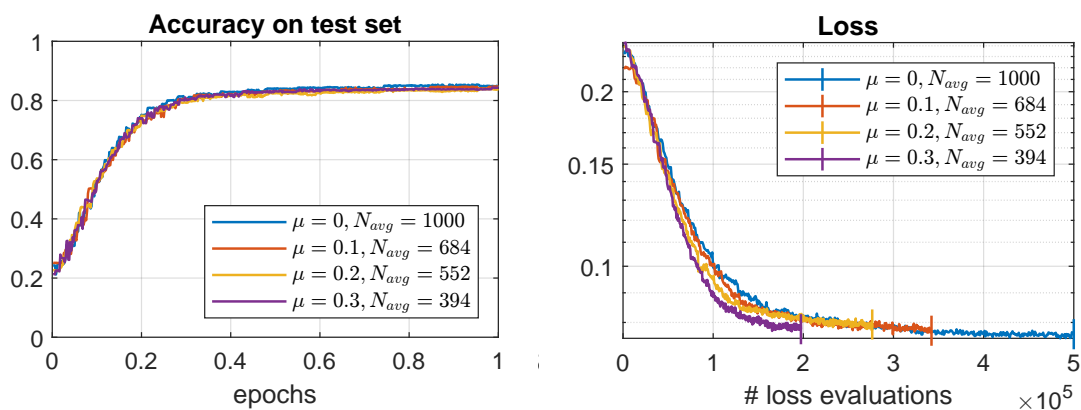 Accuracy on test set
1
0.8
0.6
0.4
0.2
0
0
0.2
0.4
0.6
0.8
1
epochs
μ = 0, N_avg = 1000
μ = 0.1, N_avg = 684
μ = 0.2, N_avg = 552
μ = 0.3, N_avg = 394
Loss
0.2
0.15
0.1
0
1
2
3
4
5
# loss evaluations
×10^5
μ = 0, N_avg = 1000
μ = 0.1, N_avg = 684
μ = 0.2, N_avg = 552
μ = 0.3, N_avg = 394